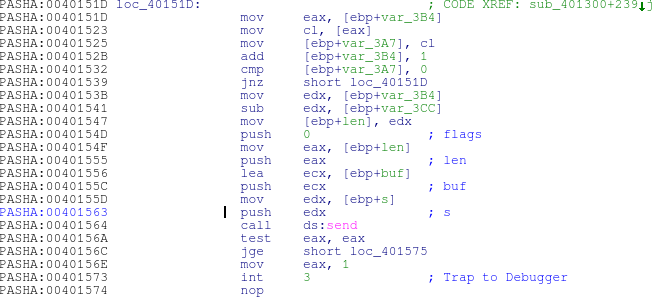 PASHA:0040151D loc_40151D: ; CODE XREF: sub_401300+239↓j
PASHA:0040151D mov eax, [ebp+var_3B4]
PASHA:00401523 mov cl, [eax]
PASHA:00401525 mov [ebp+var_3A7], cl
PASHA:0040152B add [ebp+var_3B4], 1
PASHA:00401532 cmp [ebp+var_3A7], 0
PASHA:00401539 jnz short loc_40151D
PASHA:0040153B mov edx, [ebp+var_3B4]
PASHA:00401541 sub edx, [ebp+var_3CC]
PASHA:00401547 mov [ebp+len], edx
PASHA:0040154D push 0 ; flags
PASHA:0040154F mov eax, [ebp+len]
PASHA:00401555 push eax ; len
PASHA:00401556 lea ecx, [ebp+buf]
PASHA:0040155C push ecx ; buf
PASHA:0040155D mov edx, [ebp+s]
PASHA:00401563 push edx ; s
PASHA:00401564 call ds:send
PASHA:0040156A test eax, eax
PASHA:0040156C jge short loc_401575
PASHA:0040156E mov eax, 1
PASHA:00401573 int 3 ; Trap to Debugger
PASHA:00401574 nop